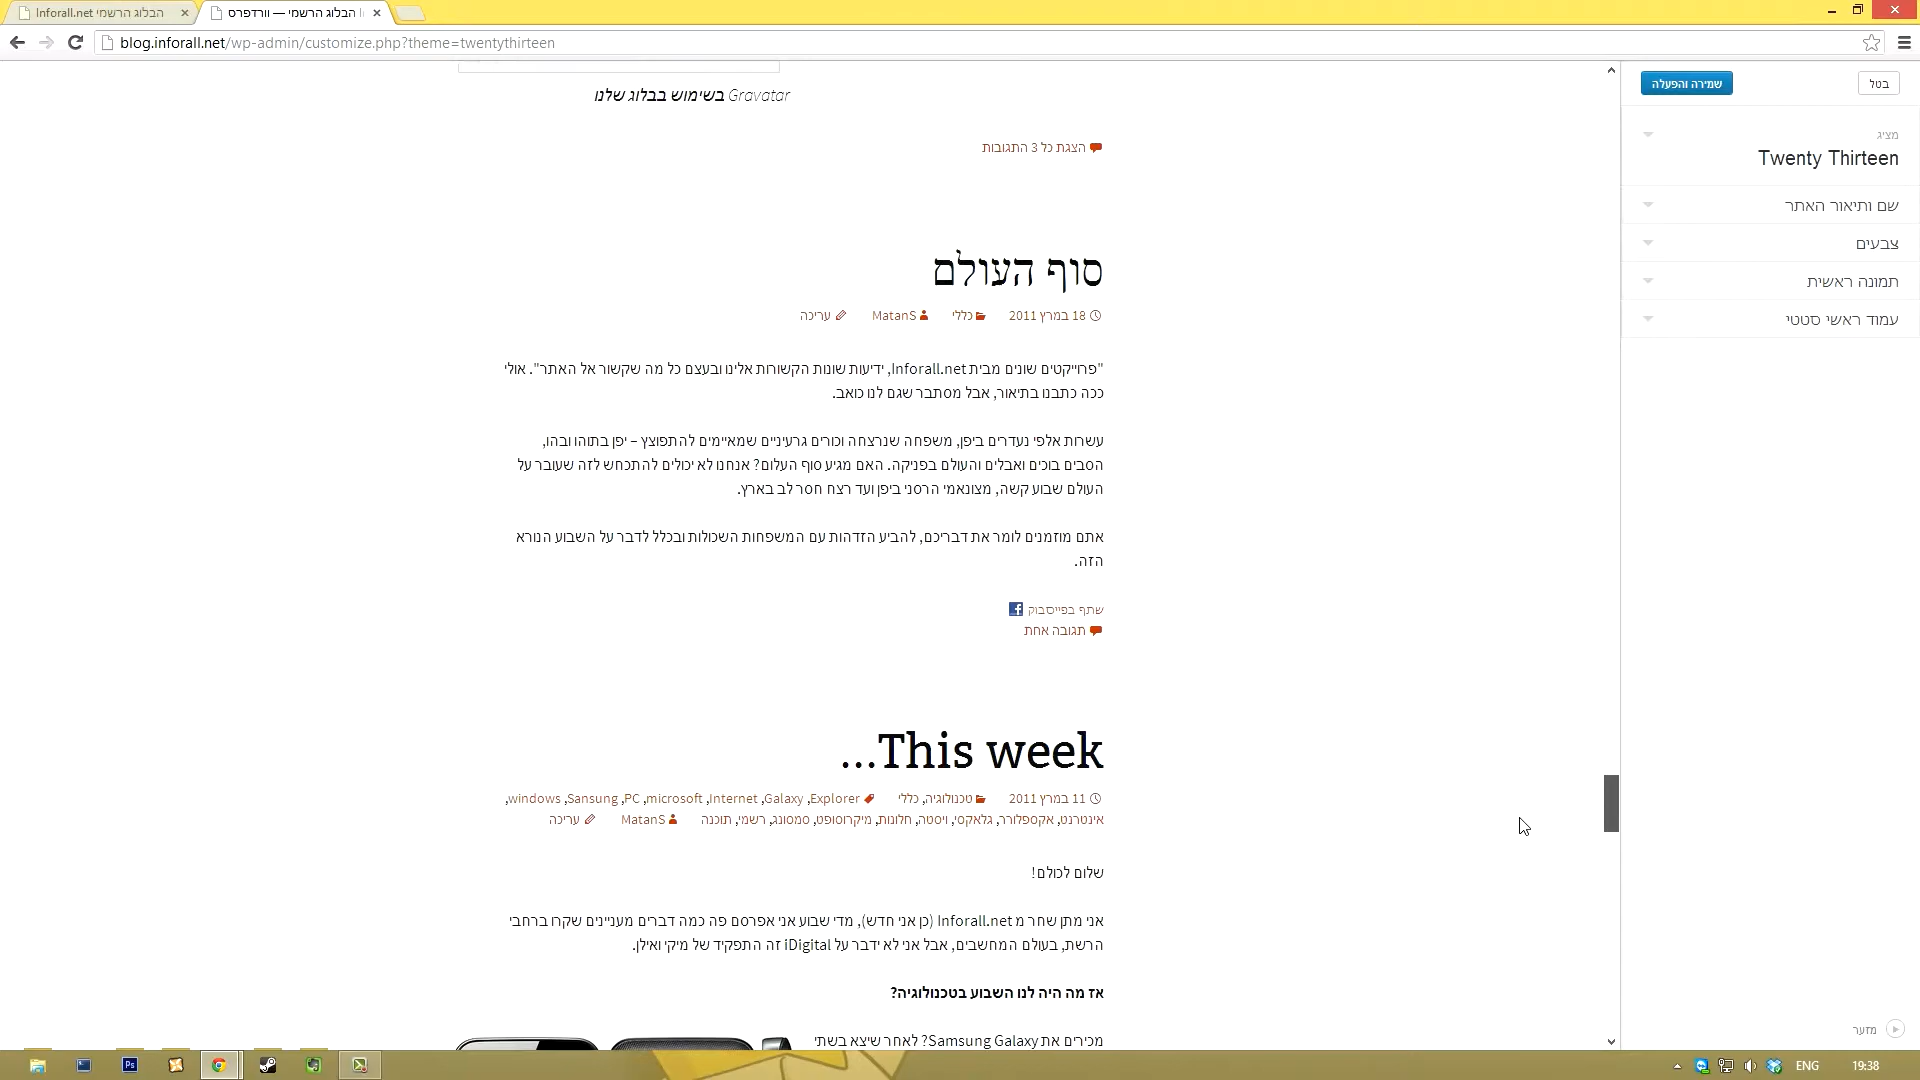 הבלוג הרשמי Inforall.net
הבלוג הרשמי — וורדפרס
blog.inforall.net/wp-admin/customize.php?theme=twentythirteen
Gravatar בשימוש בבלוג שלנו
הצגת כל 3 התגובות
סוף העולם
18 במרץ 2011 כללי MatanS עריכה
"פרוייקטים שונים מבית Inforall.net, ידיעות שונות הקשורות אלינו ובעצם כל מה שקשור אל האתר". אולי
ככה כתבנו בתיאור, אבל מסתבר שגם לנו כואב.
עשרות אלפי נעדרים ביפן, משפחה שנרצחה וכורים גרעיניים שמאיימים להתפוצץ – יפן בתוהו ובהו,
הסבים בוכים ואבלים והעולם בפניקה. האם מגיע סוף העלום? אנחנו לא יכולים להתכחש לזה שעובר על
העולם שבוע קשה, מצונאמי הרסני ביפן ועד רצח חסר לב בארץ.
אתם מוזמנים לומר את דבריכם, להביע הזדהות עם המשפחות השכולות ובכלל לדבר על השבוע הנורא
הזה.
שתף בפייסבוק
תגובה אחת
This week…
11 במרץ 2011 טכנולוגיה, כללי Explorer, Galaxy, Internet, microsoft, PC, Sansung, windows,
אינטרנט, אקספלורר, גלאקסי, ויסטה, חלונות, מיקרוסופט, סמסונג, רשמי, תוכנה MatanS עריכה
שלום לכולם!
אני מתן שחר מ Inforall.net (כן אני חדש), מדי שבוע אני אפרסם פה כמה דברים מעניינים שקרו ברחבי
הרשת, בעולם המחשבים, אבל אני לא ידבר על iDigital זה התפקיד של מיקי ואילן.
אז מה היה לנו השבוע בטכנולוגיה?
מכירים את Samsung Galaxy? לאחר שיצא בשתי
בטל
שמירה והפעלה
מציג
Twenty Thirteen
שם ותיאור האתר
צבעים
תמונה ראשית
עמוד ראשי סטטי
מזער
Ps
ENG
19:38